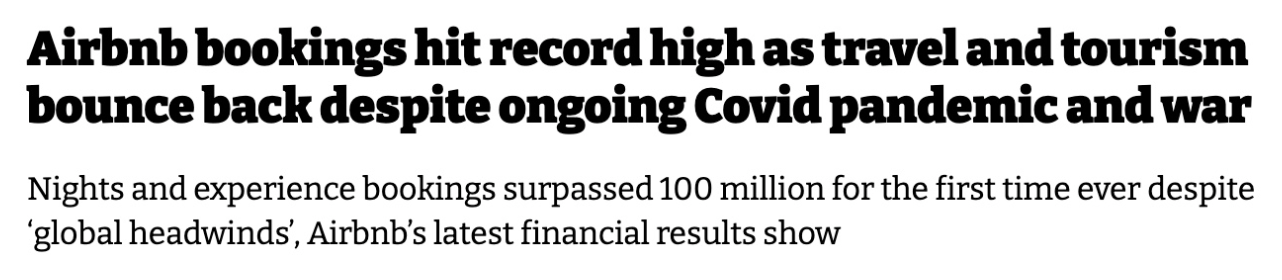 Airbnb bookings hit record high as travel and tourism
bounce back despite ongoing Covid pandemic and war
Nights and experience bookings surpassed 100 million for the first time ever despite
‘global headwinds’, Airbnb’s latest financial results show